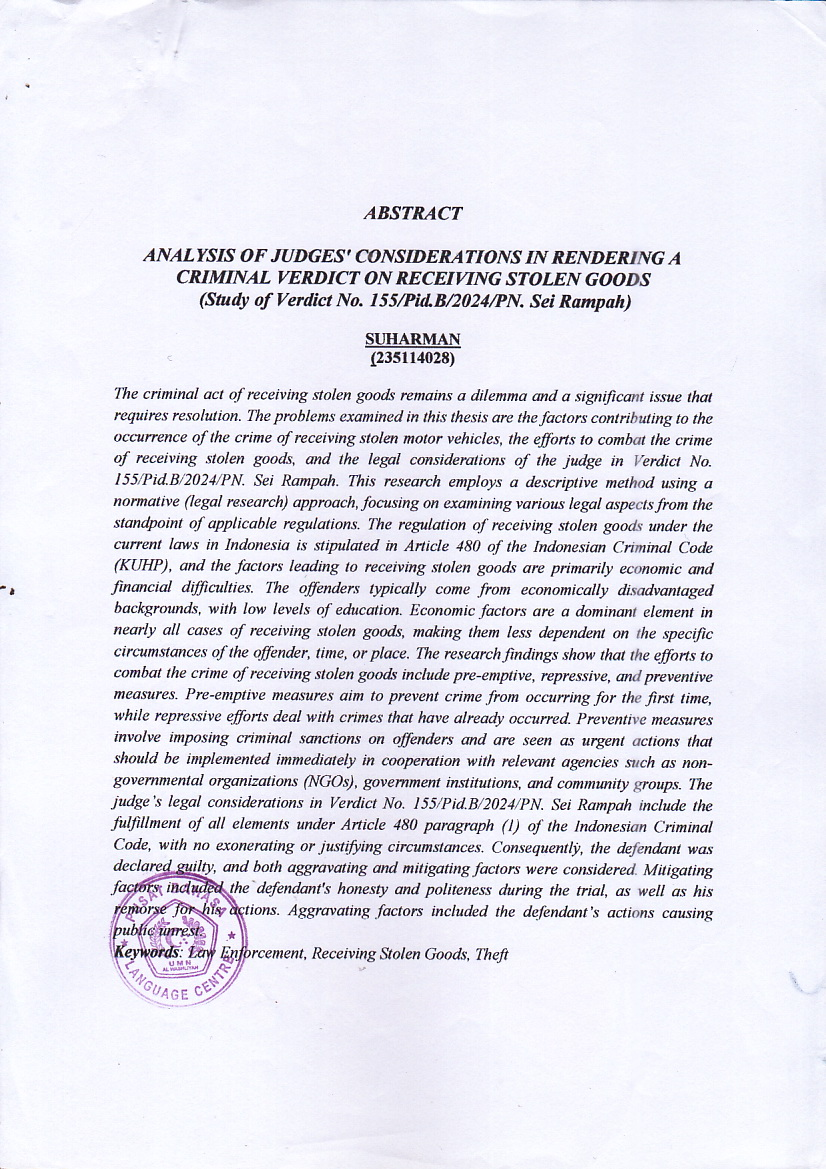 ABSTRACT
ANALYSIS OF JUDGES' CONSIDERATIONS IN RENDERING A
CRIMINAL VERDICT ON RECEIVING STOLEN GOODS
(Study of Verdict No. 155/Pid.B/2024/PN. Sei Rampah)
SUHARMAN
(235114028)
The criminal act of receiving stolen goods remains a dilemma and a significant issue that
requires resolution. The problems examined in this thesis are the factors contributing to the
occurrence of the crime of receiving stolen motor vehicles, the efforts to combat the crime
of receiving stolen goods, and the legal considerations of the judge in Verdict No.
155/Pid.B/2024/PN. Sei Rampah. This research employs a descriptive method using a
normative (legal research) approach, focusing on examining various legal aspects from the
standpoint of applicable regulations. The regulation of receiving stolen goods under the
current laws in Indonesia is stipulated in Article 480 of the Indonesian Criminal Code
(KUHP), and the factors leading to receiving stolen goods are primarily economic and
financial difficulties. The offenders typically come from economically disadvantaged
backgrounds, with low levels of education. Economic factors are a dominant element in
nearly all cases of receiving stolen goods, making them less dependent on the specific
circumstances of the offender, time, or place. The research findings show that the efforts to
combat the crime of receiving stolen goods include pre-emptive, repressive, and preventive
measures. Pre-emptive measures aim to prevent crime from occurring for the first time,
while repressive efforts deal with crimes that have already occurred. Preventive measures
involve imposing criminal sanctions on offenders and are seen as urgent actions that
should be implemented immediately in cooperation with relevant agencies such as non-
governmental organizations (NGOs), government institutions, and community groups. The
judge's legal considerations in Verdict No. 155/Pid.B/2024/PN. Sei Rampah include the
fulfillment of all elements under Article 480 paragraph (1) of the Indonesian Criminal
Code, with no exonerating or justifying circumstances. Consequently, the defendant was
declared guilty, and both aggravating and mitigating factors were considered. Mitigating
factors included the defendant's honesty and politeness during the trial, as well as his
remorse for his actions. Aggravating factors included the defendant's actions causing
public unrest.
Keywords: Law Enforcement, Receiving Stolen Goods, Theft
PUSAT BAHASA
UMN
AL WASHLIYAH
LANGUAGE CENTRE